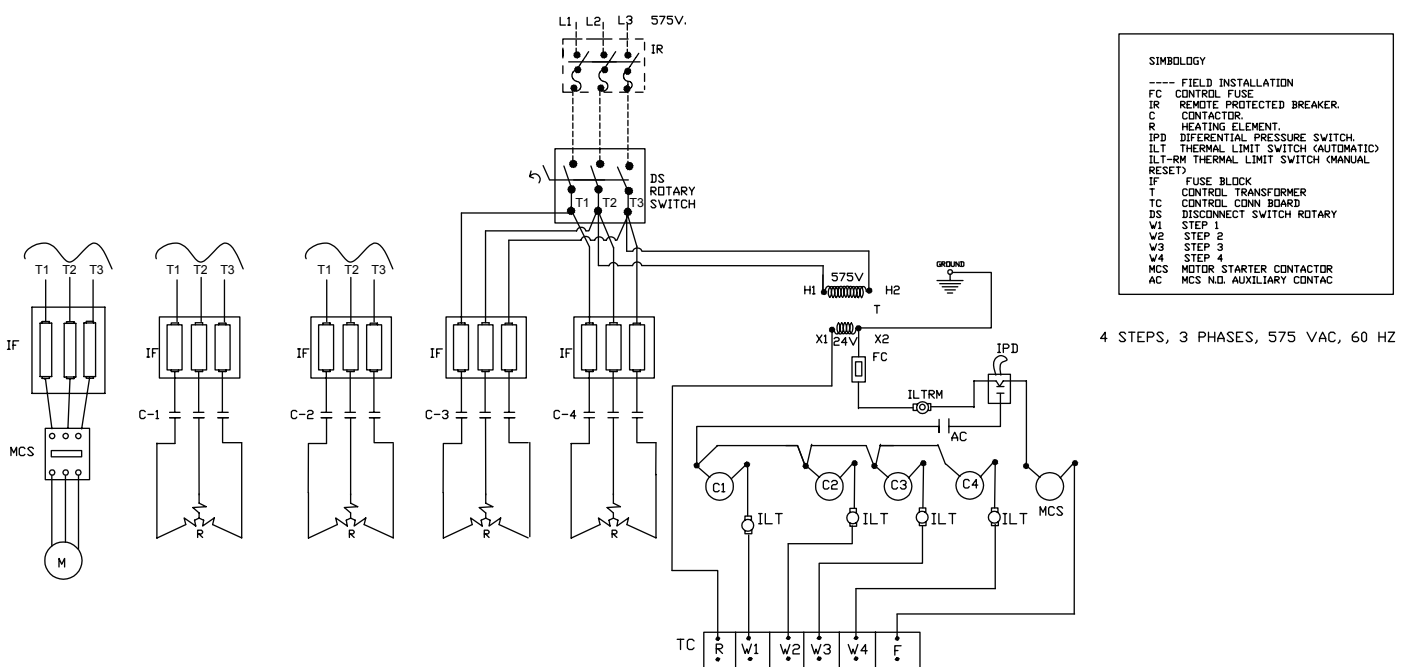 L1 L2 L3 575V.
IR
DS
ROTARY
SWITCH
T1 T2 T3
SIMBOLOGY
---- FIELD INSTALLATION
FC CONTROL FUSE
IR REMOTE PROTECTED BREAKER.
C CONTACTOR.
R HEATING ELEMENT.
IPD DIFERENTIAL PRESSURE SWITCH.
ILT THERMAL LIMIT SWITCH (AUTOMATIC)
ILT-RM THERMAL LIMIT SWITCH (MANUAL
RESET)
IF FUSE BLOCK
T CONTROL TRANSFORMER
TC CONTROL CONN BOARD
DS DISCONNECT SWITCH ROTARY
W1 STEP 1
W2 STEP 2
W3 STEP 3
W4 STEP 4
MCS MOTOR STARTER CONTACTOR
AC MCS N.O. AUXILIARY CONTAC
4 STEPS, 3 PHASES, 575 VAC, 60 HZ
T1 T2 T3
T1 T2 T3
T1 T2 T3
575V
H1 H2
T
GROUND
X1 24V X2
FC
IPD
ILTRM
AC
IF
IF
IF
IF
IF
C-1
C-2
C-3
C-4
MCS
C1
C2
C3
C4
MCS
ILT
ILT
ILT
ILT
R
R
R
R
M
TC
R W1 W2 W3 W4 F